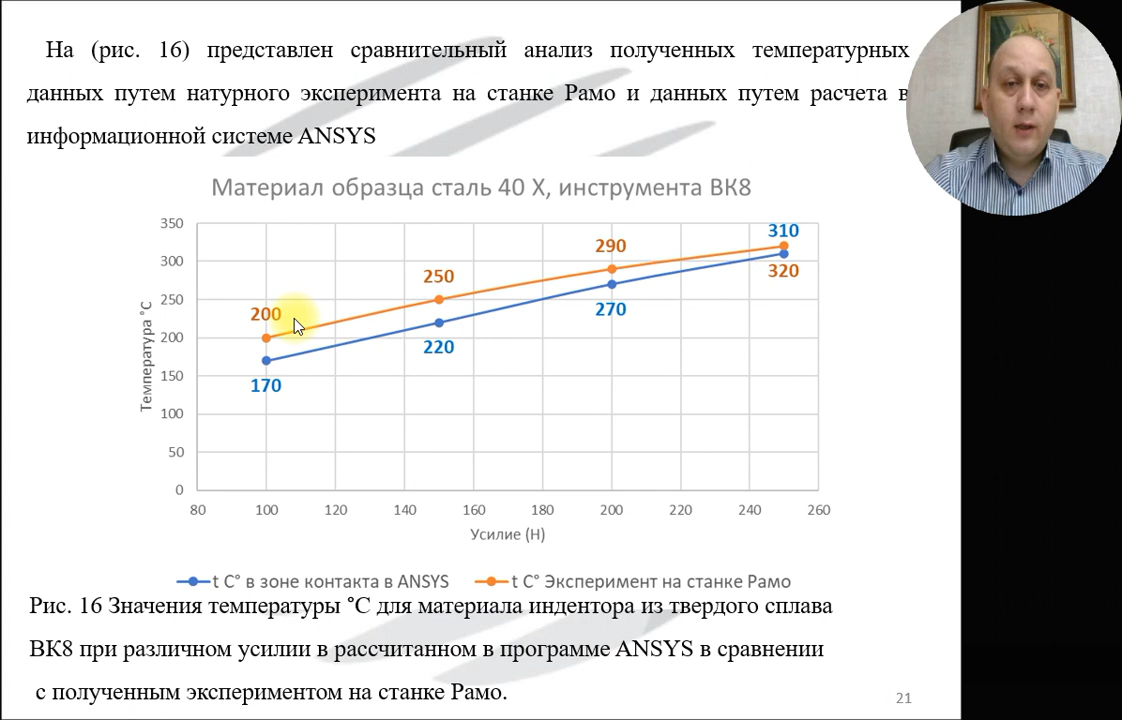 На (рис. 16) представлен сравнительный анализ полученных температурных
данных путем натурного эксперимента на станке Рамо и данных путем расчета в
информационной системе ANSYS
Материал образца сталь 40 Х, инструмента ВК8
Температура °С
350
300
250
200
150
100
50
0
200
250
290
310
170
220
270
320
80 100 120 140 160 180 200 220 240 260
Усилие (Н)
t C° в зоне контакта в ANSYS t C° Эксперимент на станке Рамо
Рис. 16 Значения температуры °С для материала индентора из твердого сплава
ВК8 при различном усилии в рассчитанном в программе ANSYS в сравнении
с полученным экспериментом на станке Рамо.
21